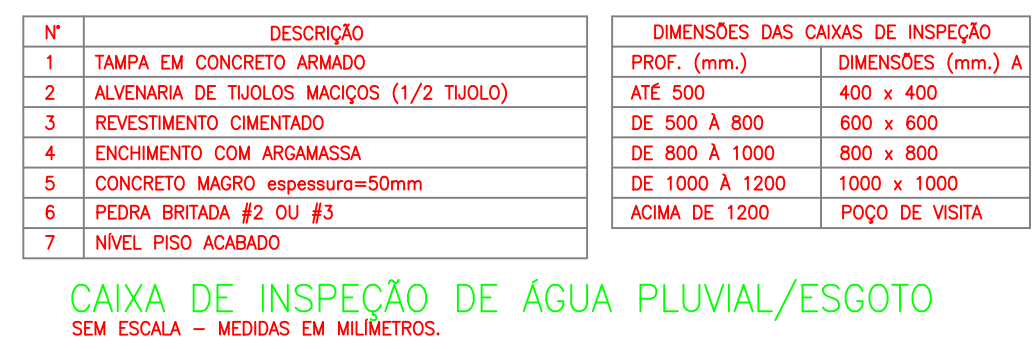 N° DESCRIÇÃO
1 TAMPA EM CONCRETO ARMADO
2 ALVENARIA DE TIJOLOS MACIÇOS (1/2 TIJOLO)
3 REVESTIMENTO CIMENTADO
4 ENCHIMENTO COM ARGAMASSA
5 CONCRETO MAGRO espessura=50mm
6 PEDRA BRITADA #2 OU #3
7 NÍVEL PISO ACABADO
DIMENSÕES DAS CAIXAS DE INSPEÇÃO
PROF. (mm.) DIMENSÕES (mm.) A
ATÉ 500 400 x 400
DE 500 À 800 600 x 600
DE 800 À 1000 800 x 800
DE 1000 À 1200 1000 x 1000
ACIMA DE 1200 POÇO DE VISITA
CAIXA DE INSPEÇÃO DE ÁGUA PLUVIAL/ESGOTO
SEM ESCALA – MEDIDAS EM MILÍMETROS.